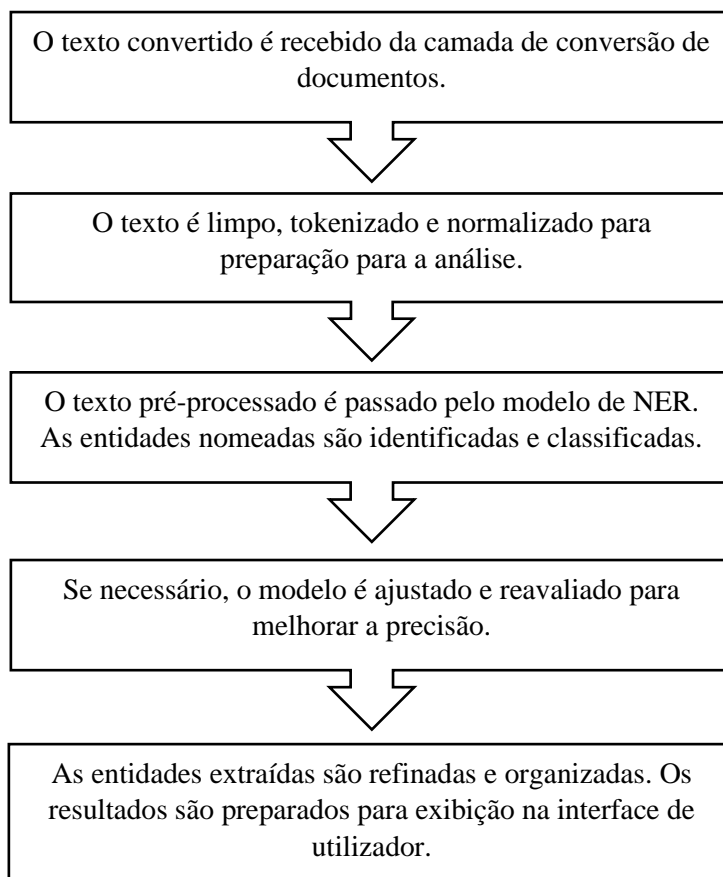 O texto convertido é recebido da camada de conversão de
documentos.
O texto é limpo, tokenizado e normalizado para
preparação para a análise.
O texto pré-processado é passado pelo modelo de NER.
As entidades nomeadas são identificadas e classificadas.
Se necessário, o modelo é ajustado e reavaliado para
melhorar a precisão.
As entidades extraídas são refinadas e organizadas. Os
resultados são preparados para exibição na interface de
utilizador.